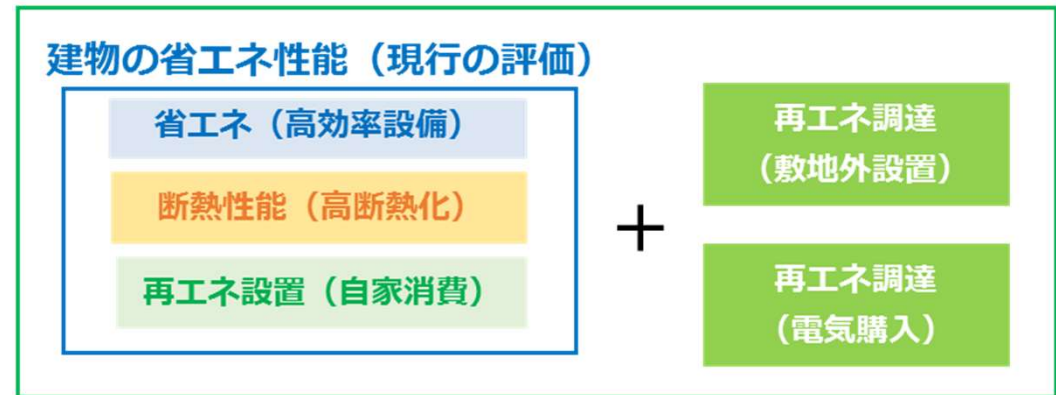 建物の省エネ性能（現行の評価）
省エネ（高効率設備）
断熱性能（高断熱化）
再エネ設置（自家消費）
＋
再エネ調達
（敷地外設置）
再エネ調達
（電気購入）